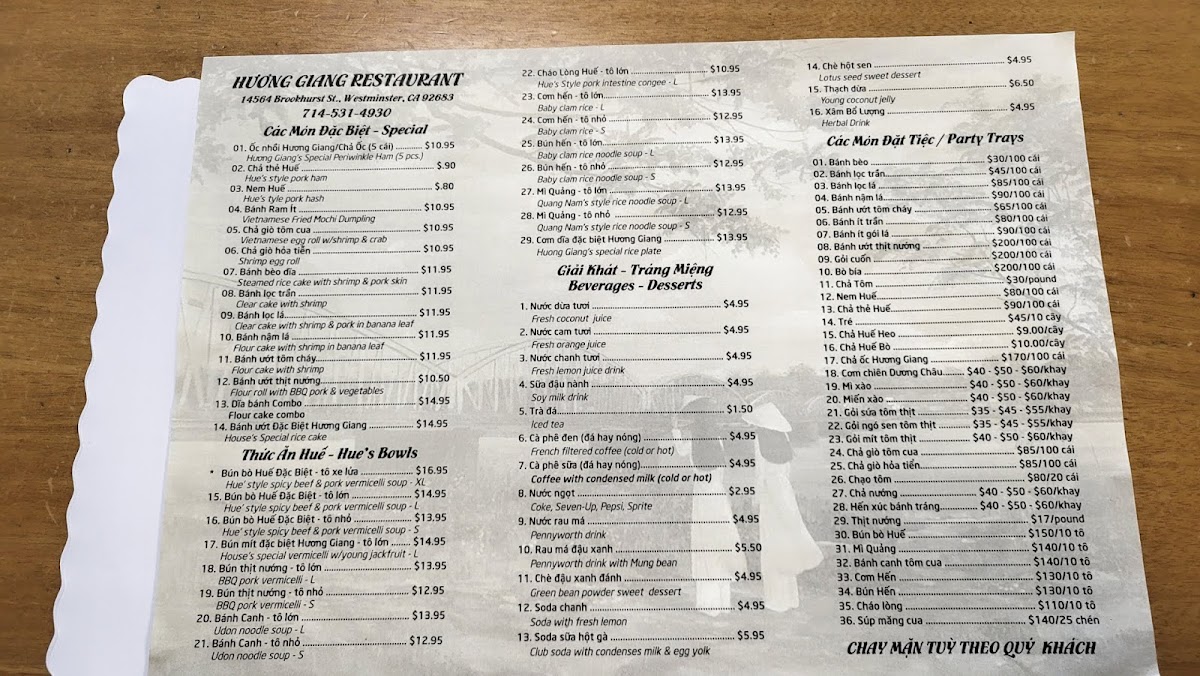 HƯƠNG GIANG RESTAURANT
14564 Brookhurst St., Westminster, CA 92683
714-531-4930
Các Món Đặc Biệt - Special
01. Ốc nhồi Hương Giang/Chả Ốc (5 cái) ........ $10.95
Hương Giang's Special Periwinkle Ham (5 pcs.)
02. Chả thẻ Huế ........ $.90
Hue's style pork ham
03. Nem Huế ........ $.80
Hue's tyle pork hash
04. Bánh Ram Ít ........ $10.95
Vietnamese Fried Mochi Dumpling
05. Chả giò tôm cua ........ $10.95
Vietnamese egg roll w/shrimp & crab
06. Chả giò hỏa tiễn ........ $10.95
Shrimp egg roll
07. Bánh bèo dĩa ........ $11.95
Steamed rice cake with shrimp & pork skin
08. Bánh lọc trần ........ $11.95
Clear cake with shrimp
09. Bánh lọc lá ........ $11.95
Clear cake with shrimp & pork in banana leaf
10. Bánh nậm lá ........ $11.95
Flour cake with shrimp in banana leaf
11. Bánh ướt tôm cháy ........ $11.95
Flour cake with shrimp
12. Bánh ướt thịt nướng ........ $10.50
Flour roll with BBQ pork & vegetables
13. Dĩa bánh Combo ........ $14.95
Flour cake combo
14. Bánh ướt Đặc Biệt Hương Giang ........ $14.95
House's Special rice cake
Thức Ăn Huế - Hue's Bowls
* Bún bò Huế Đặc Biệt - tô xe lửa ........ $16.95
Hue' style spicy beef & pork vermicelli soup - XL
15. Bún bò Huế Đặc Biệt - tô lớn ........ $14.95
Hue' style spicy beef & pork vermicelli soup - L
16. Bún bò Huế Đặc Biệt - tô nhỏ ........ $13.95
Hue' style spicy beef & pork vermicelli soup - S
17. Bún mít đặc biệt Hương Giang - tô lớn ........ $14.95
House's special vermicelli w/young jackfruit - L
18. Bún thịt nướng - tô lớn ........ $13.95
BBQ pork vermicelli - L
19. Bún thịt nướng - tô nhỏ ........ $12.95
BBQ pork vermicelli - S
20. Bánh Canh - tô lớn ........ $13.95
Udon noodle soup - L
21. Bánh Canh - tô nhỏ ........ $12.95
Udon noodle soup - S
22. Cháo Lòng Huế - tô lớn ........ $10.95
Hue's Style pork intestine congee - L
23. Cơm hến - tô lớn ........ $13.95
Baby clam rice - L
24. Cơm hến - tô nhỏ ........ $12.95
Baby clam rice - S
25. Bún hến - tô lớn ........ $13.95
Baby clam rice noodle soup - L
26. Bún hến - tô nhỏ ........ $12.95
Baby clam rice noodle soup - S
27. Mì Quảng - tô lớn ........ $13.95
Quang Nam's style rice noodle soup - L
28. Mì Quảng - tô nhỏ ........ $12.95
Quang Nam's style rice noodle soup - S
29. Cơm dĩa đặc biệt Hương Giang ........ $13.95
Huong Giang's special rice plate
Giải Khát - Tráng Miệng
Beverages - Desserts
1. Nước dừa tươi ........ $4.95
Fresh coconut juice
2. Nước cam tươi ........ $4.95
Fresh orange juice
3. Nước chanh tươi ........ $4.95
Fresh lemon juice drink
4. Sữa đậu nành ........ $4.95
Soy milk drink
5. Trà đá ........ $1.50
Iced tea
6. Cà phê đen (đá hay nóng) ........ $4.95
French filtered coffee (cold or hot)
7. Cà phê sữa (đá hay nóng) ........ $4.95
Coffee with condensed milk (cold or hot)
8. Nước ngọt ........ $2.95
Coke, Seven-Up, Pepsi, Sprite
9. Nước rau má ........ $4.95
Pennyworth drink
10. Rau má đậu xanh ........ $5.50
Pennyworth drink with Mung bean
11. Chè đậu xanh đánh ........ $4.95
Green bean powder sweet dessert
12. Soda chanh ........ $4.95
Soda with fresh lemon
13. Soda sữa hột gà ........ $5.95
Club soda with condenses milk & egg yolk
14. Chè hột sen ........ $4.95
Lotus seed sweet dessert
15. Thạch dừa ........ $6.50
Young coconut jelly
16. Xâm Bổ Lượng ........ $4.95
Herbal Drink
Các Món Đặt Tiệc / Party Trays
01. Bánh bèo ........ $30/100 cái
02. Bánh lọc trần ........ $45/100 cái
03. Bánh lọc lá ........ $85/100 cái
04. Bánh nậm lá ........ $90/100 cái
05. Bánh ướt tôm cháy ........ $65/100 cái
06. Bánh ít trần ........ $80/100 cái
07. Bánh ít gói lá ........ $90/100 cái
08. Bánh ướt thịt nướng ........ $200/100 cái
09. Gỏi cuốn ........ $200/100 cái
10. Bò bía ........ $200/100 cái
11. Chả Tôm ........ $30/pound
12. Nem Huế ........ $80/100 cái
13. Chả thẻ Huế ........ $90/100 cái
14. Tré ........ $45/10 cây
15. Chả Huế Heo ........ $9.00/cây
16. Chả Huế Bò ........ $10.00/cây
17. Chả ốc Hương Giang ........ $170/100 cái
18. Cơm chiên Dương Châu ........ $40 - $50 - $60/khay
19. Mì xào ........ $40 - $50 - $60/khay
20. Miến xào ........ $40 - $50 - $60/khay
21. Gỏi sứa tôm thịt ........ $35 - $45 - $55/khay
22. Gỏi ngó sen tôm thịt ........ $35 - $45 - $55/khay
23. Gỏi mít tôm thịt ........ $40 - $50 - $60/khay
24. Chả giò tôm cua ........ $85/100 cái
25. Chả giò hỏa tiển ........ $85/100 cái
26. Chạo tôm ........ $80/20 cái
27. Chả nướng ........ $40 - $50 - $60/khay
28. Hến xúc bánh tráng ........ $40 - $50 - $60/khay
29. Thịt nướng ........ $17/pound
30. Bún bò Huế ........ $150/10 tô
31. Mì Quảng ........ $140/10 tô
32. Bánh canh tôm cua ........ $140/10 tô
33. Cơm Hến ........ $130/10 tô
34. Bún Hến ........ $130/10 tô
35. Cháo lòng ........ $110/10 tô
36. Súp măng cua ........ $140/25 chén
CHAY MẶN TUỲ THEO QUÝ KHÁCH